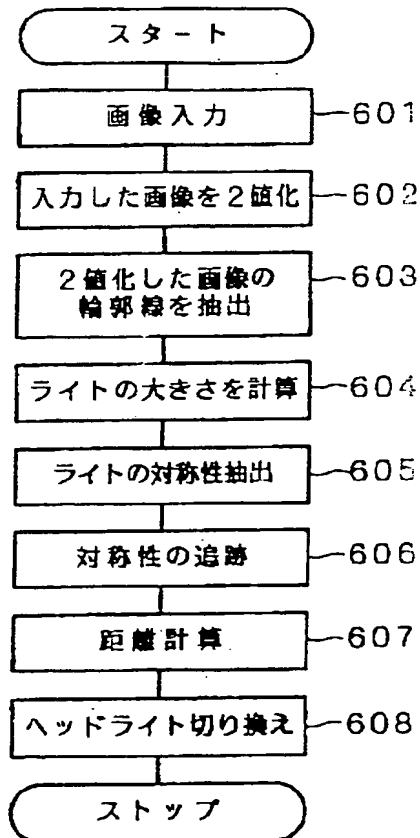 スタート
画像入力
601
入力した画像を2値化
602
2値化した画像の
輪郭線を抽出
603
ライトの大きさを計算
604
ライトの対称性抽出
605
対称性の追跡
606
距離計算
607
ヘッドライト切り換え
608
ストップ